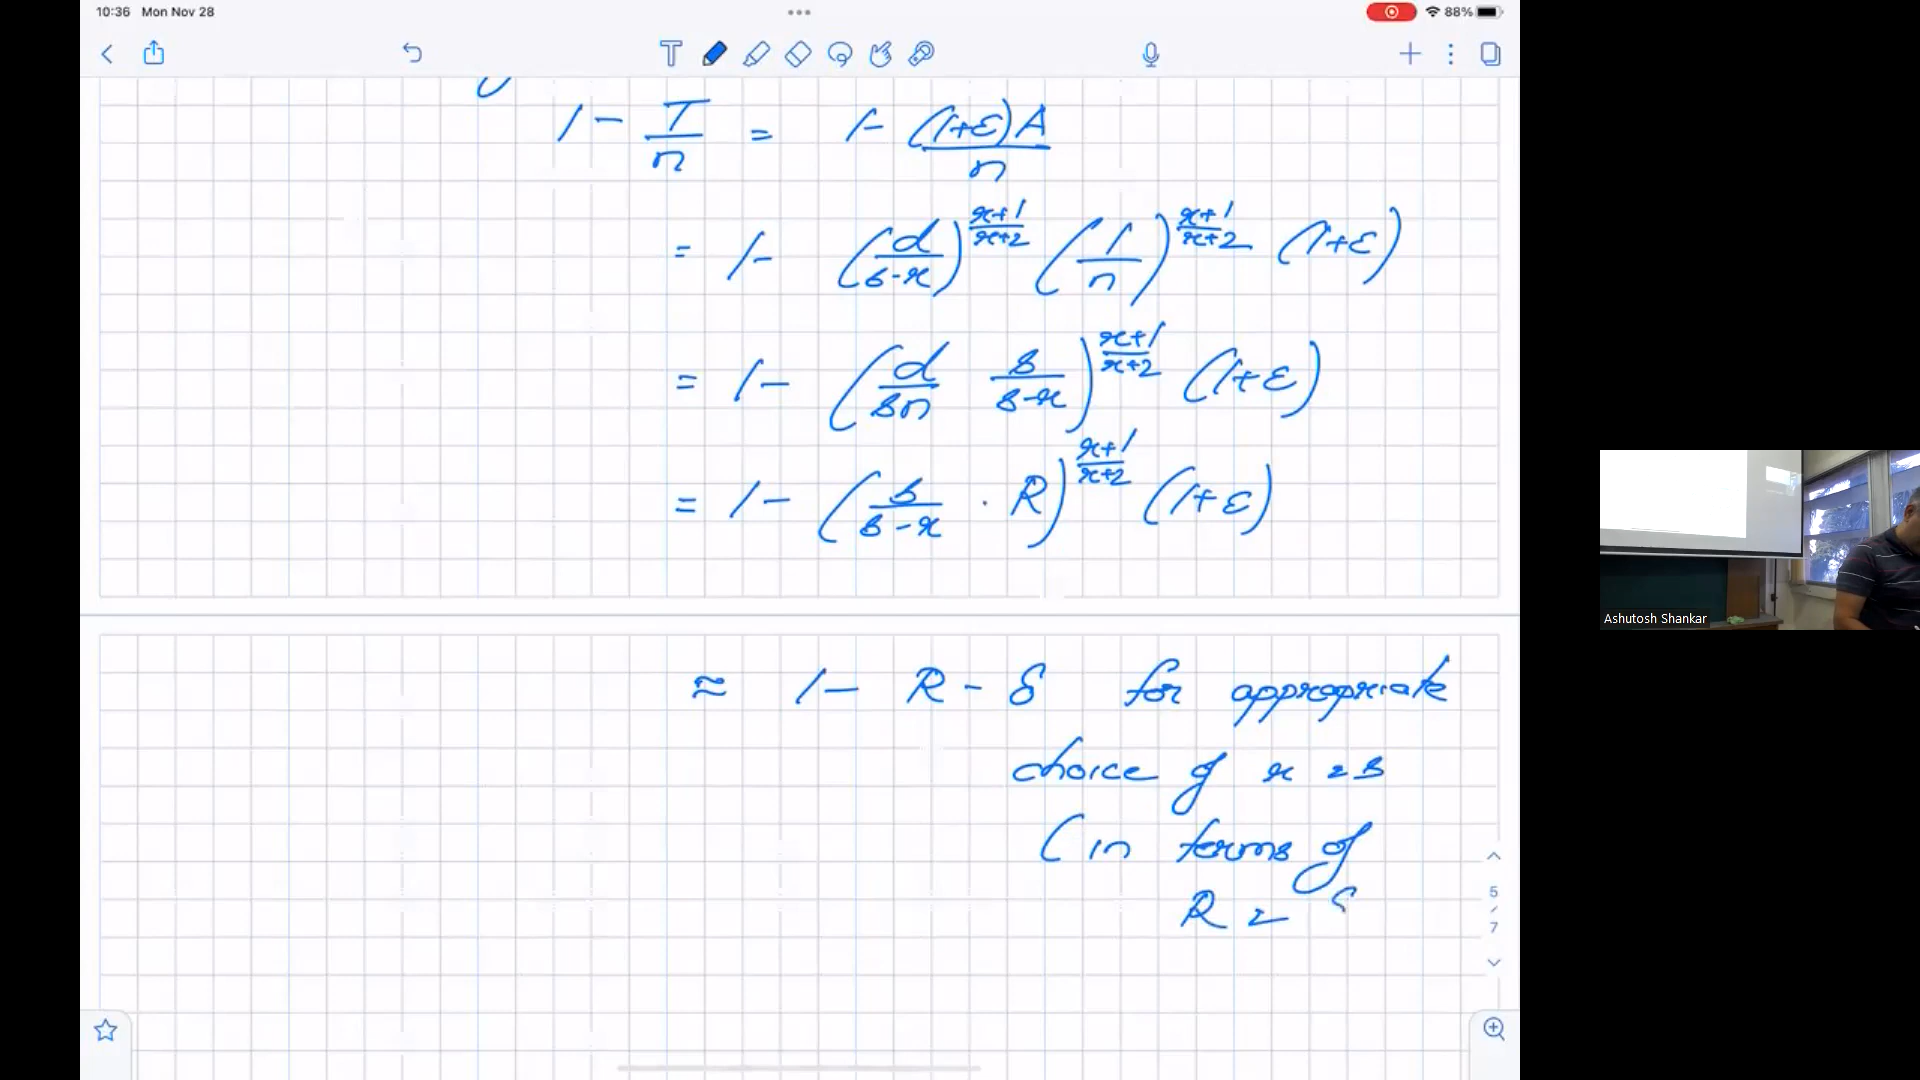 10:36 Mon Nov 28
88%
T
1 - T/n = 1 - (1+ε)A/n
= 1 - (d/(s-r))^((r+1)/(r+2)) (1/n)^((r+1)/(r+2)) (1+ε)
= 1 - (d/(sn) s/(s-r))^((r+1)/(r+2)) (1+ε)
= 1 - (s/(s-r) · R)^((r+1)/(r+2)) (1+ε)
≈ 1 - R - δ for appropriate
choice of r & s
(in terms of
R &
5
/
7
Ashutosh Shankar